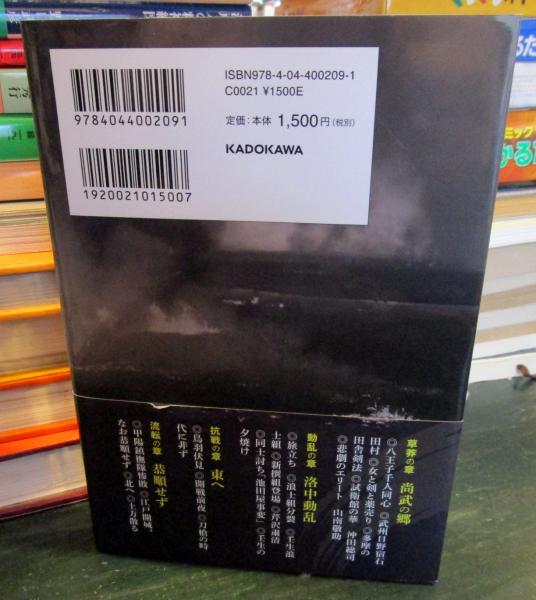 ISBN978-4-04-400209-1
C0021 ¥1500E
定価:本体 1,500円(税別)
KADOKAWA
9784044002091
1920021015007
草莽の章 尚武の郷
◎八王子千人同心 ◎武州日野宿石
田村 ◎女と剣と薬売り ◎多摩の
田舎剣法 ◎試衛館の華 沖田総司
◎悲劇のエリート 山南敬助
動乱の章 洛中動乱
◎旅立ち ◎浪士組分裂 ◎壬生浪
士組 ◎新撰組登場 ◎芹沢粛清
◎同士討ち「池田屋事変」 ◎壬生の
夕焼け
抗戦の章 東へ
◎鳥羽伏見 ◎開戦前夜 ◎刀槍の時
代に非ず
流転の章 恭順せず
◎甲陽鎮撫隊惨敗 ◎江戸開城、
なお恭順せず ◎北へ ◎土方散る